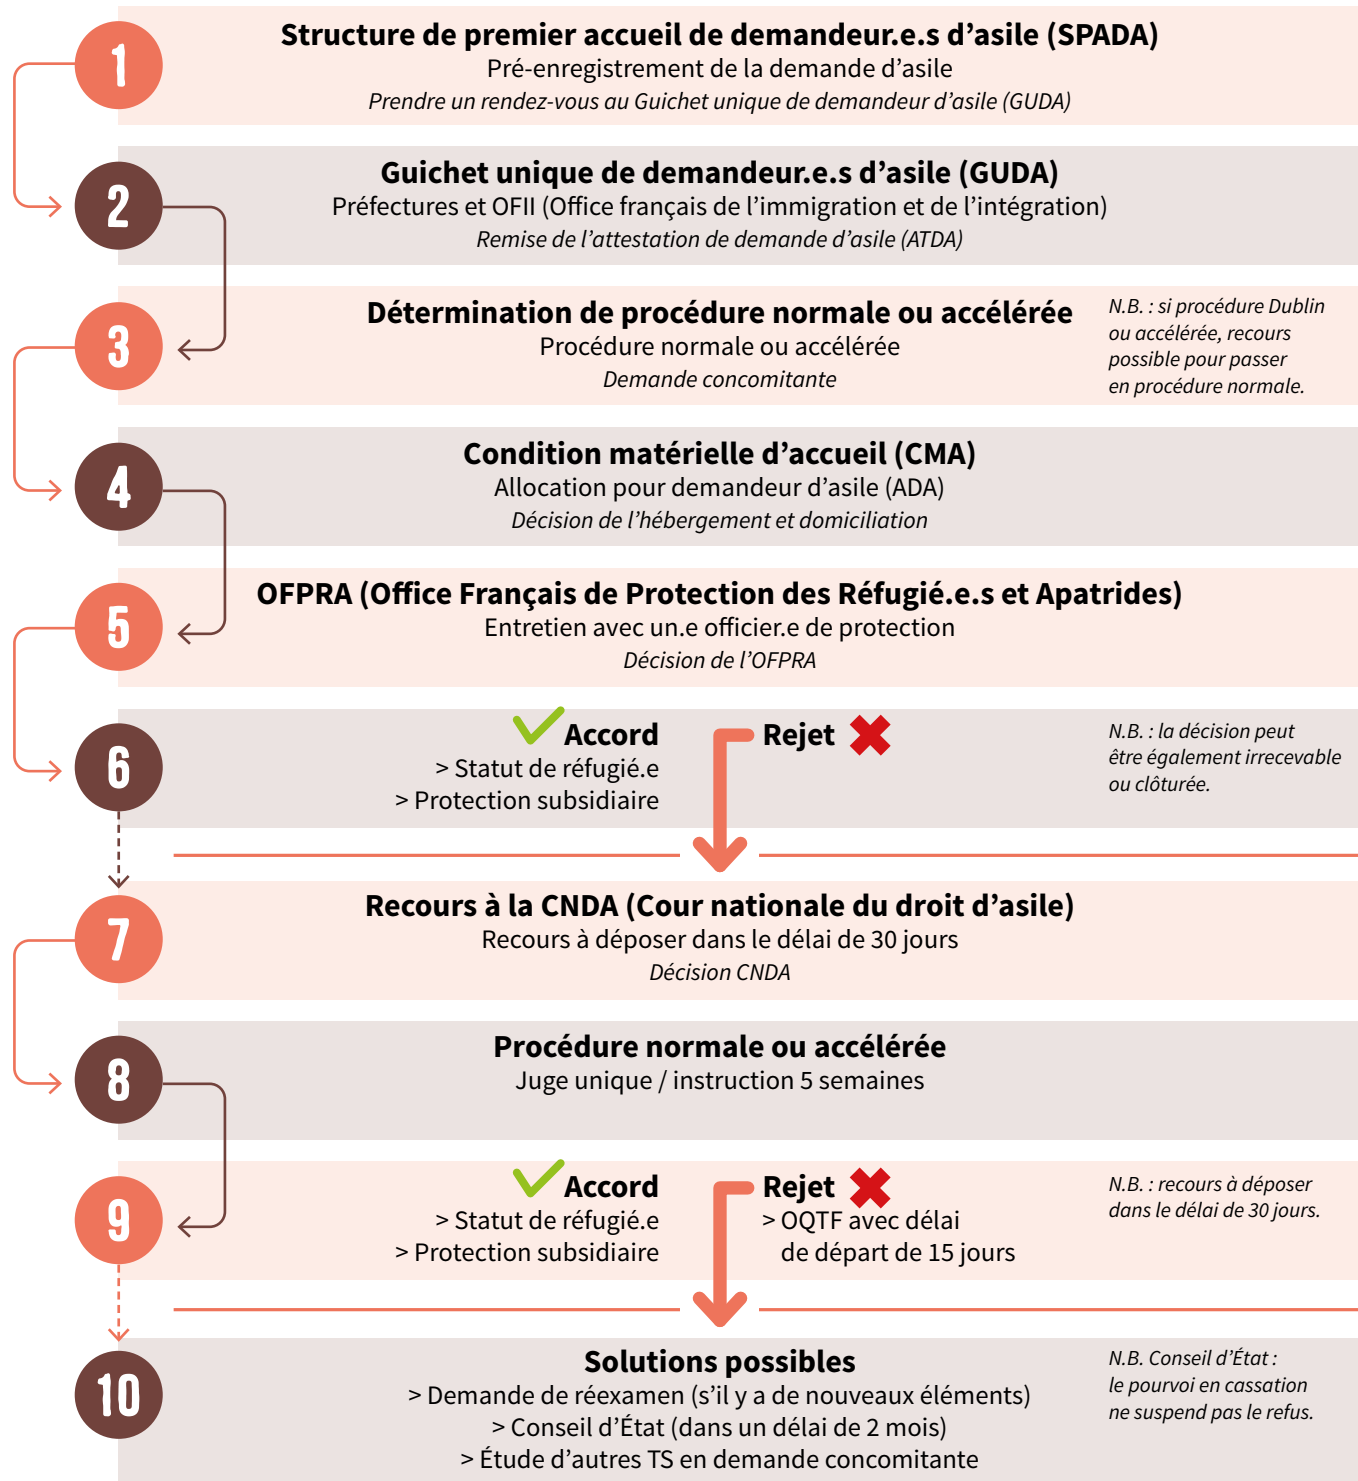 1
Structure de premier accueil de demandeur.e.s d’asile (SPADA)
Pré-enregistrement de la demande d’asile
Prendre un rendez-vous au Guichet unique de demandeur d’asile (GUDA)
2
Guichet unique de demandeur.e.s d’asile (GUDA)
Préfectures et OFII (Office français de l’immigration et de l’intégration)
Remise de l’attestation de demande d’asile (ATDA)
3
Détermination de procédure normale ou accélérée
Procédure normale ou accélérée
Demande concomitante
N.B. : si procédure Dublin
ou accélérée, recours
possible pour passer
en procédure normale.
4
Condition matérielle d’accueil (CMA)
Allocation pour demandeur d’asile (ADA)
Décision de l’hébergement et domiciliation
5
OFPRA (Office Français de Protection des Réfugié.e.s et Apatrides)
Entretien avec un.e officier.e de protection
Décision de l’OFPRA
6
Accord
> Statut de réfugié.e
> Protection subsidiaire
Rejet
N.B. : la décision peut
être également irrecevable
ou clôturée.
7
Recours à la CNDA (Cour nationale du droit d’asile)
Recours à déposer dans le délai de 30 jours
Décision CNDA
8
Procédure normale ou accélérée
Juge unique / instruction 5 semaines
9
Accord
> Statut de réfugié.e
> Protection subsidiaire
Rejet
> OQTF avec délai
de départ de 15 jours
N.B. : recours à déposer
dans le délai de 30 jours.
10
Solutions possibles
> Demande de réexamen (s’il y a de nouveaux éléments)
> Conseil d’État (dans un délai de 2 mois)
> Étude d’autres TS en demande concomitante
N.B. Conseil d’État :
le pourvoi en cassation
ne suspend pas le refus.